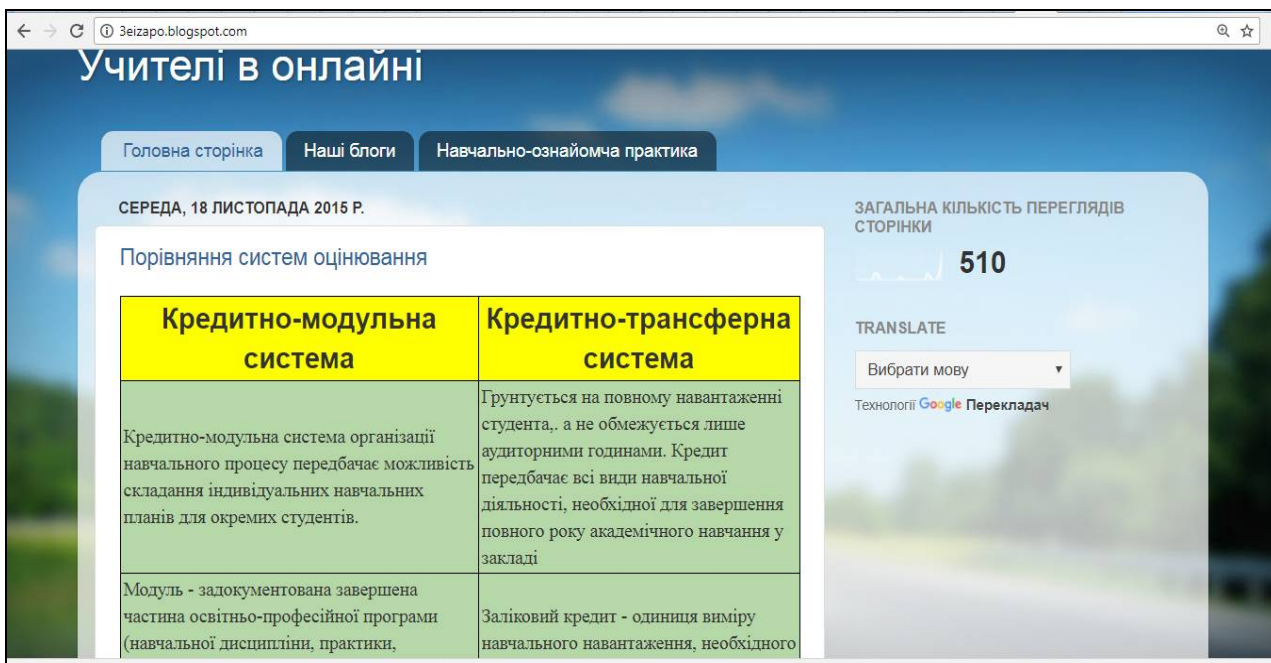 3eizapo.blogspot.com
Учителі в онлайні
Головна сторінка
Наші блоги
Навчально-ознайомча практика
СЕРЕДА, 18 ЛИСТОПАДА 2015 Р.
Порівняння систем оцінювання
Кредитно-модульна
система
Кредитно-трансферна
система
Кредитно-модульна система організації
навчального процесу передбачає можливість
складання індивідуальних навчальних
планів для окремих студентів.
Грунтується на повному навантаженні
студента,. а не обмежується лише
аудиторними годинами. Кредит
передбачає всі види навчальної
діяльності, необхідної для завершення
повного року академічного навчання у
закладі
Модуль - задокументована завершена
частина освітньо-професійної програми
(навчальної дисципліни, практики,
Заліковий кредит - одиниця виміру
навчального навантаження, необхідного
ЗАГАЛЬНА КІЛЬКІСТЬ ПЕРЕГЛЯДІВ
СТОРІНКИ
510
TRANSLATE
Вибрати мову
Технології Google Перекладач